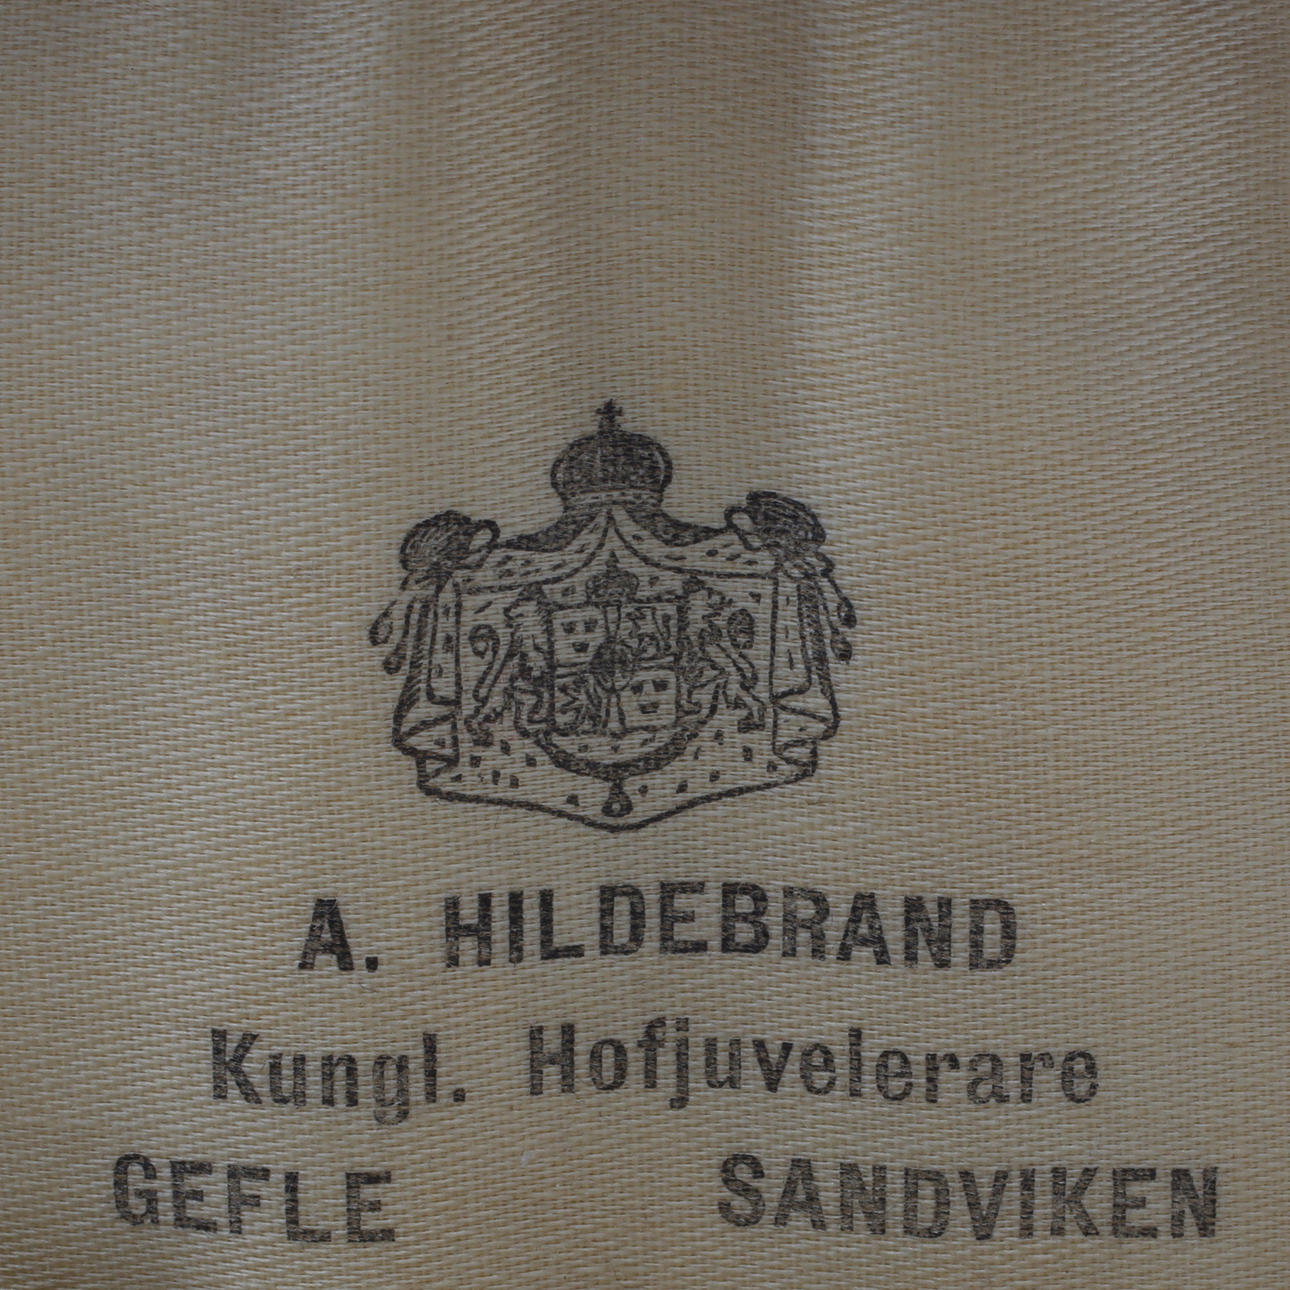 A. HILDEBRAND
Kungl. Hofjuvelerare
GEFLE SANDVIKEN